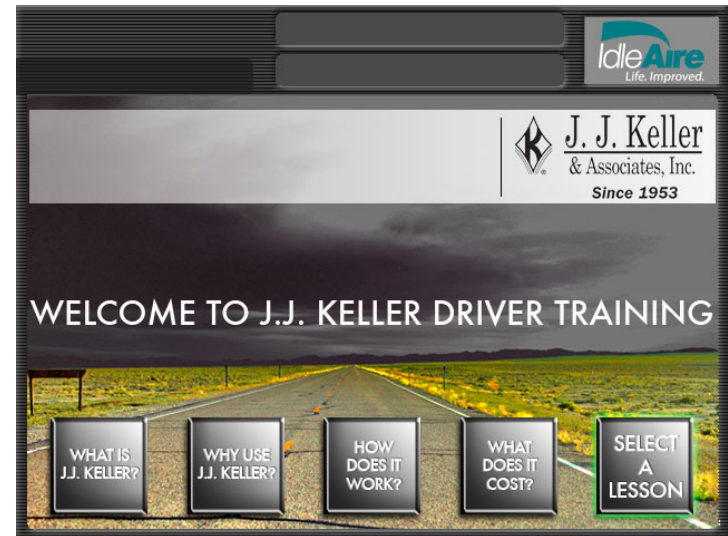 IdleAire
Life. Improved.
K
J. J. Keller
& Associates, Inc.
Since 1953
WELCOME TO J.J. KELLER DRIVER TRAINING
WHAT IS
J.J. KELLER?
WHY USE
J.J. KELLER?
HOW
DOES IT
WORK?
WHAT
DOES IT
COST?
SELECT
A
LESSON